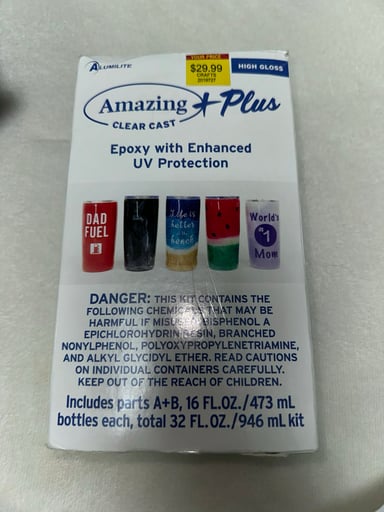 ALUMILITE
YOUR PRICE
$29.99
CRAFTS
HIGH GLOSS
Amazing + Plus
CLEAR CAST
Epoxy with Enhanced
UV Protection
DAD
FUEL
Life is
better
at the
beach
World's
#1
Mom
DANGER: THIS KIT CONTAINS THE
FOLLOWING CHEMICALS THAT MAY BE
HARMFUL IF MISUSED: BISPHENOL A
EPICHLOROHYDRIN RESIN, BRANCHED
NONYLPHENOL, POLYOXYPROPYLENETRIAMINE,
AND ALKYL GLYCIDYL ETHER. READ CAUTIONS
ON INDIVIDUAL CONTAINERS CAREFULLY.
KEEP OUT OF THE REACH OF CHILDREN.
Includes parts A+B, 16 FL.OZ./473 mL
bottles each, total 32 FL.OZ./946 mL kit